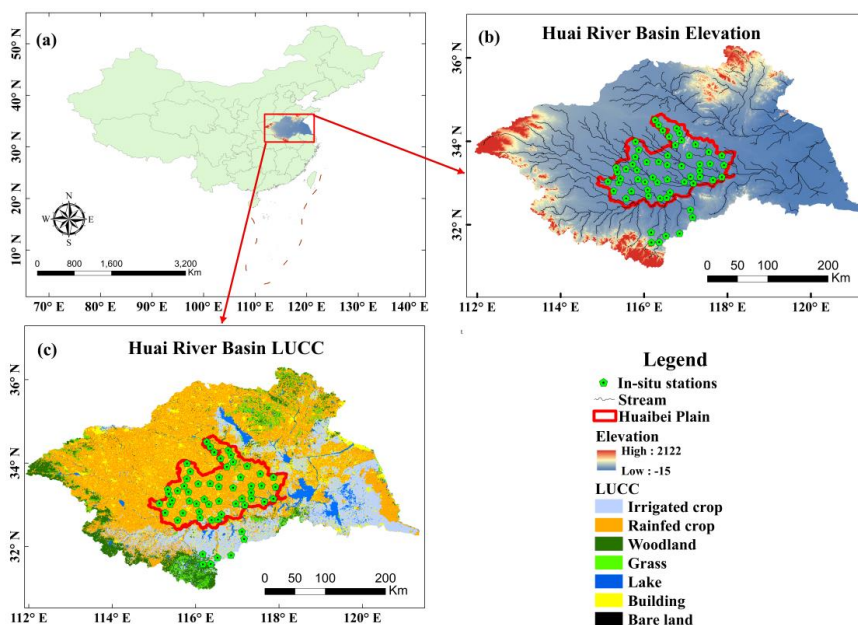 (a)
50° N
40° N
30° N
20° N
10° N
N
W E
S
0 800 1,600 3,200
Km
70° E 80° E 90° E 100° E 110° E 120° E 130° E 140° E
(b) Huai River Basin Elevation
36° N
34° N
32° N
0 25 50 100 150 200
Km
112° E 114° E 116° E 118° E 120° E
(c) Huai River Basin LUCC
36° N
34° N
32° N
0 50 100 200
Km
112° E 114° E 116° E 118° E 120° E
Legend
In-situ stations
Stream
Huaibei Plain
Elevation
High : 2122
Low : -15
LUCC
Irrigated crop
Rainfed crop
Woodland
Grass
Lake
Building
Bare land